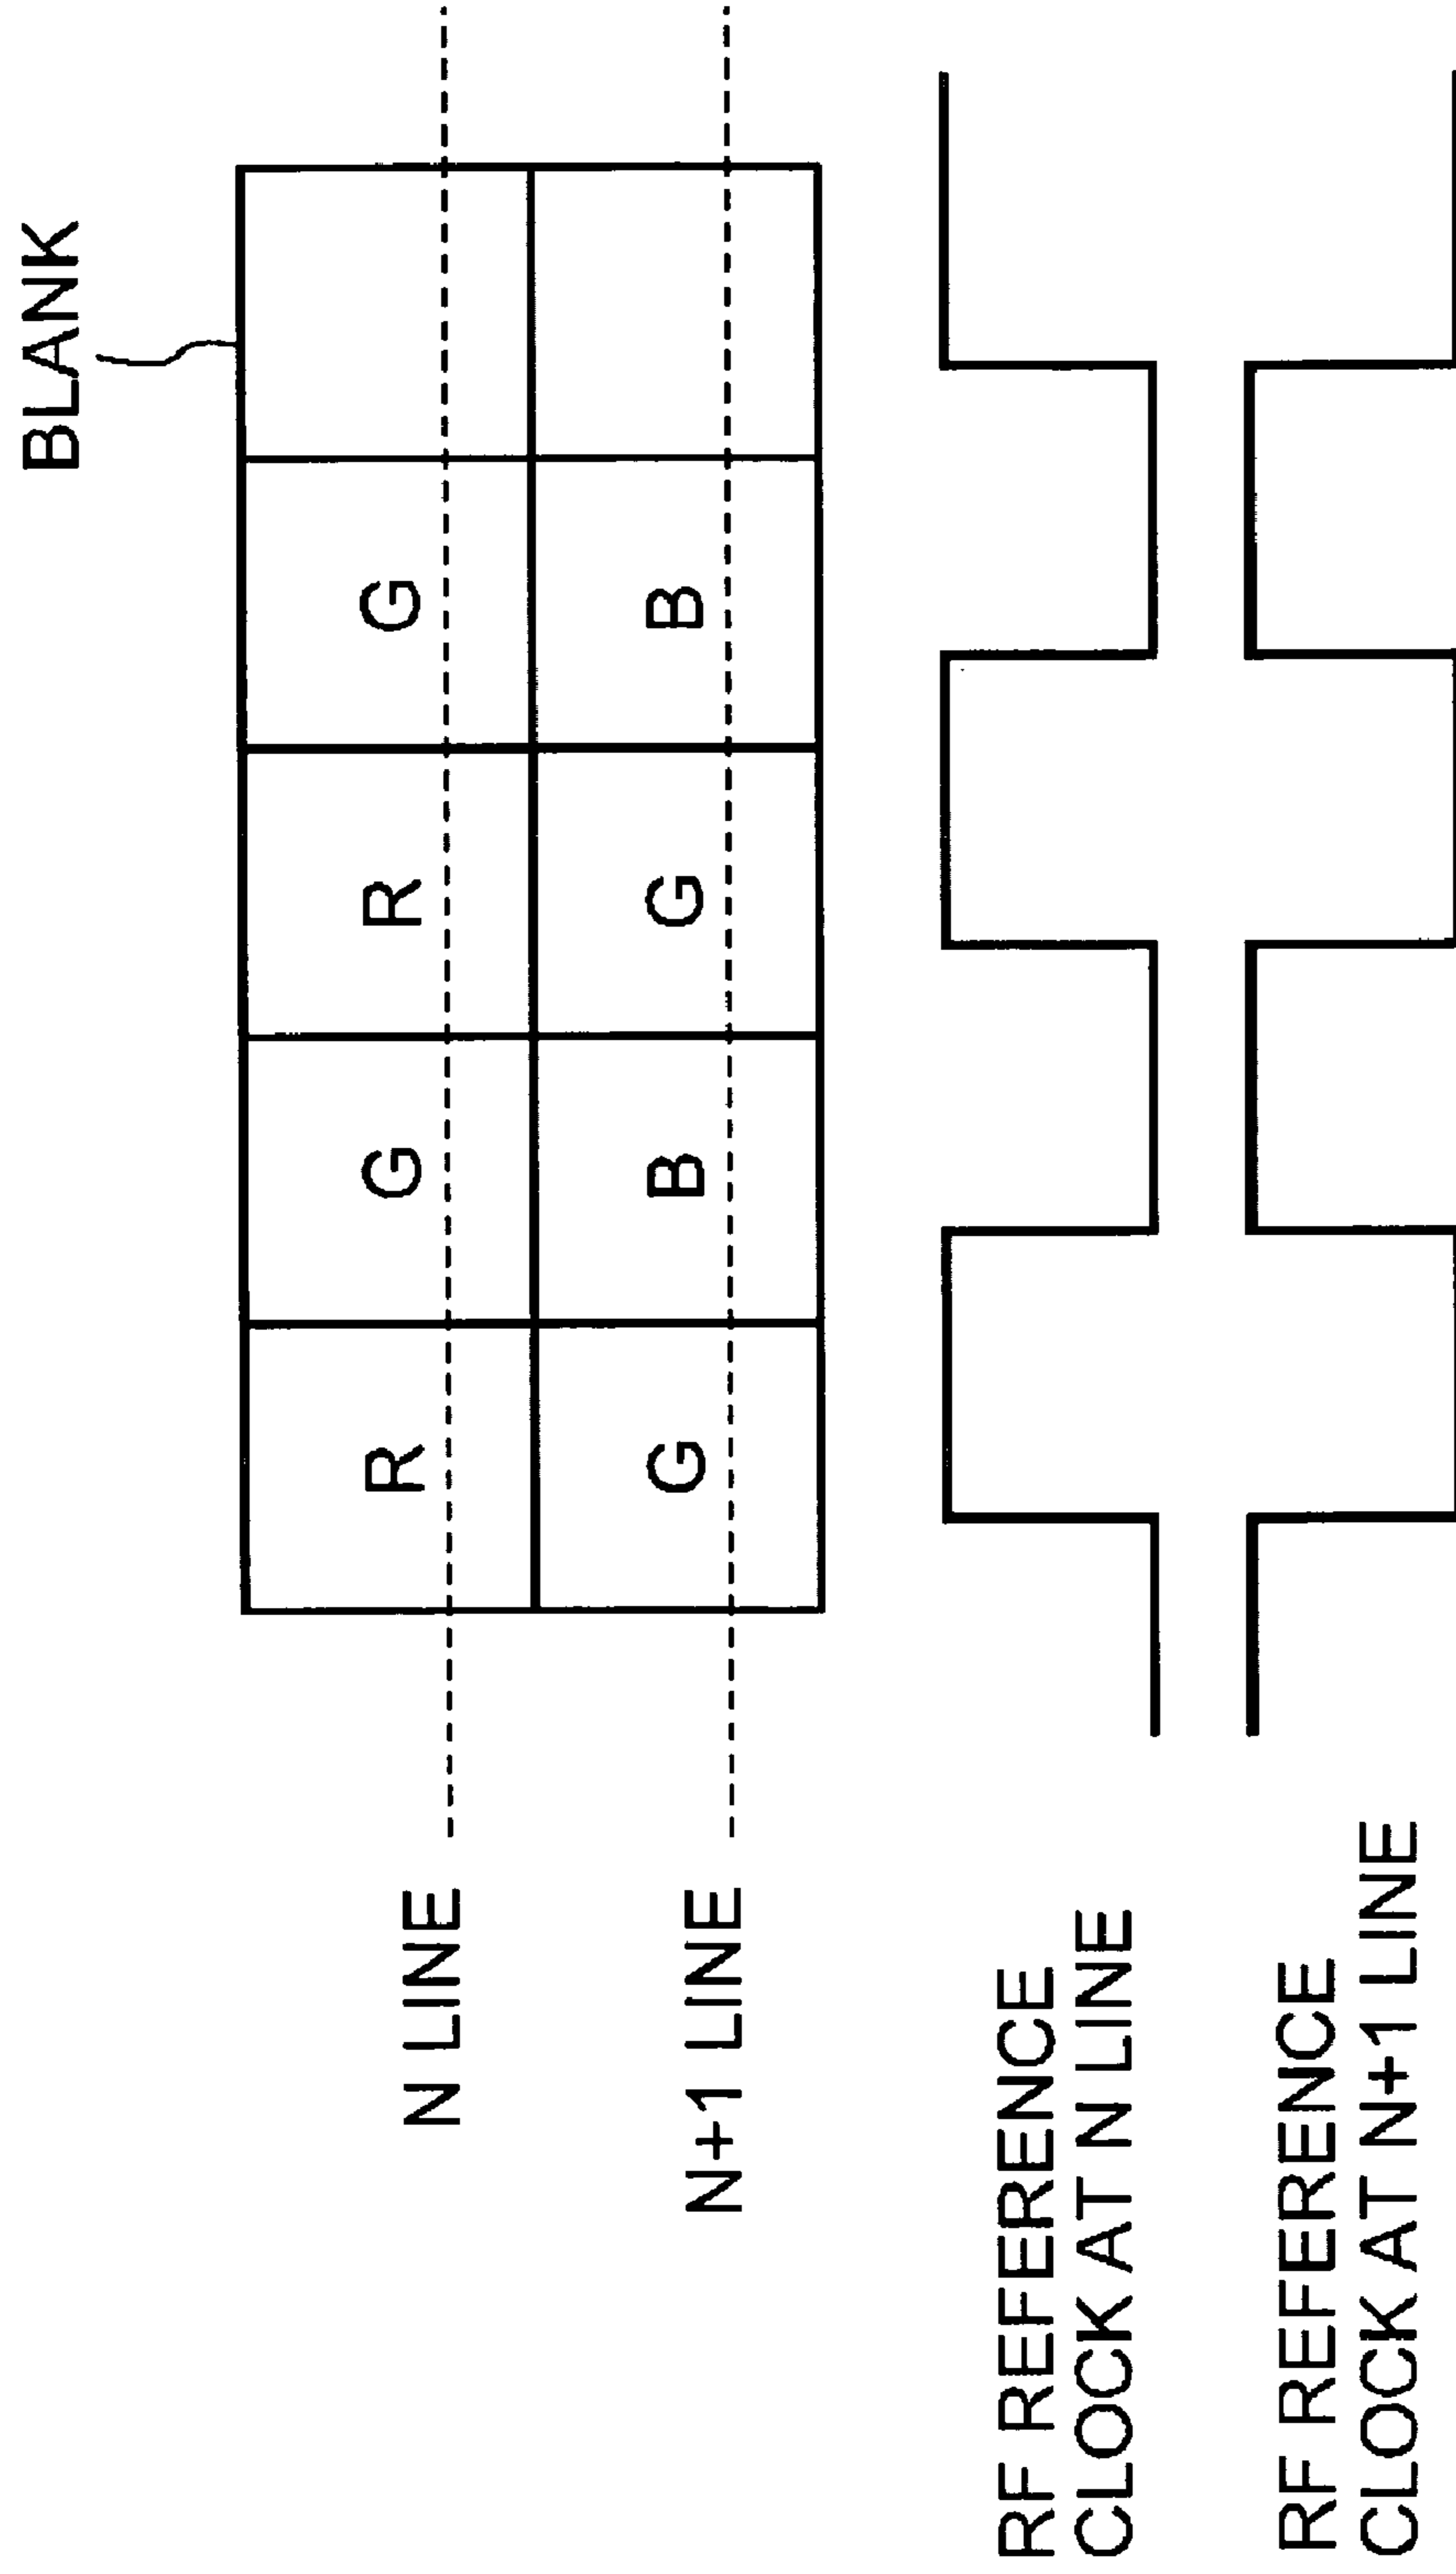 BLANK
N LINE
R G R G
N+1 LINE
G B G B
RF REFERENCE
CLOCK AT N LINE
RF REFERENCE
CLOCK AT N+1 LINE